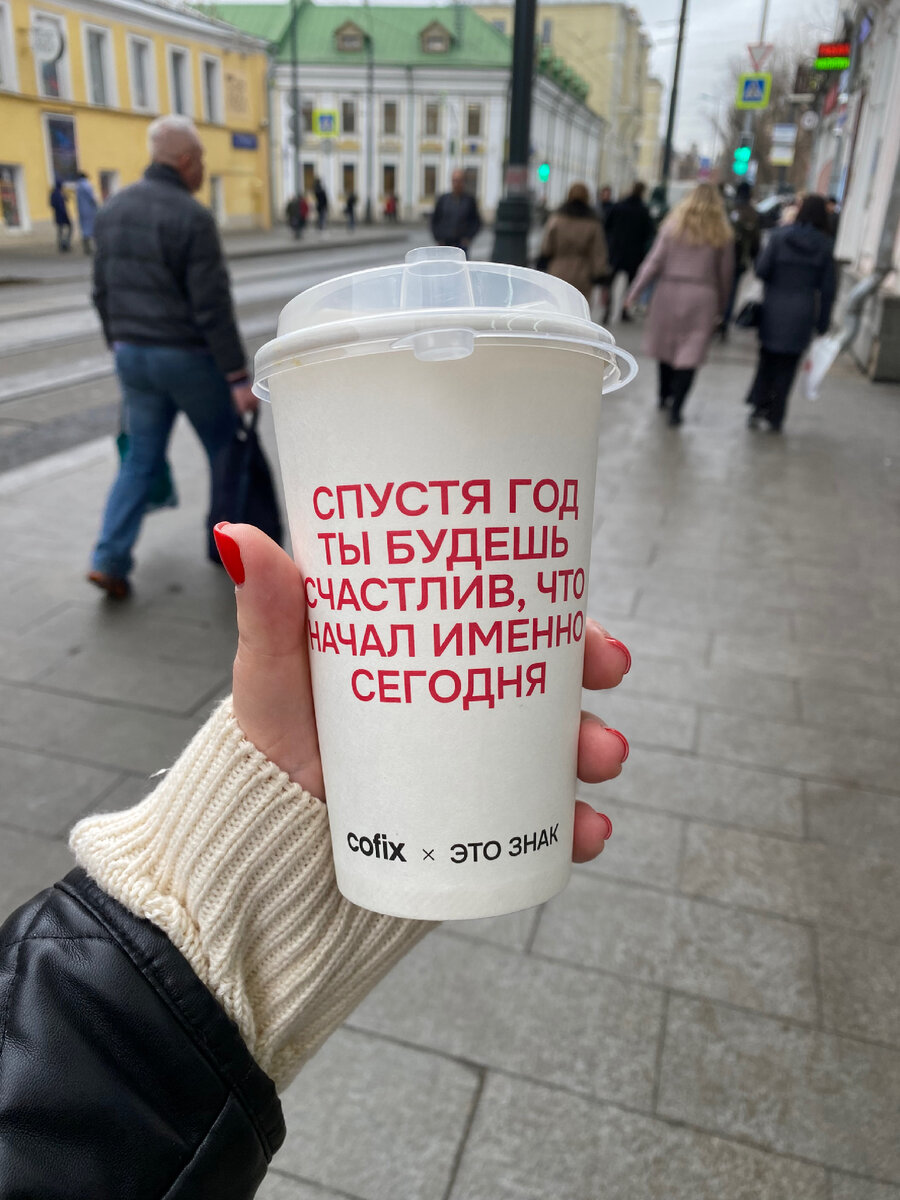 СПУСТЯ ГОД
ТЫ БУДЕШЬ
СЧАСТЛИВ, ЧТО
НАЧАЛ ИМЕННО
СЕГОДНЯ
cofix × ЭТО ЗНАК